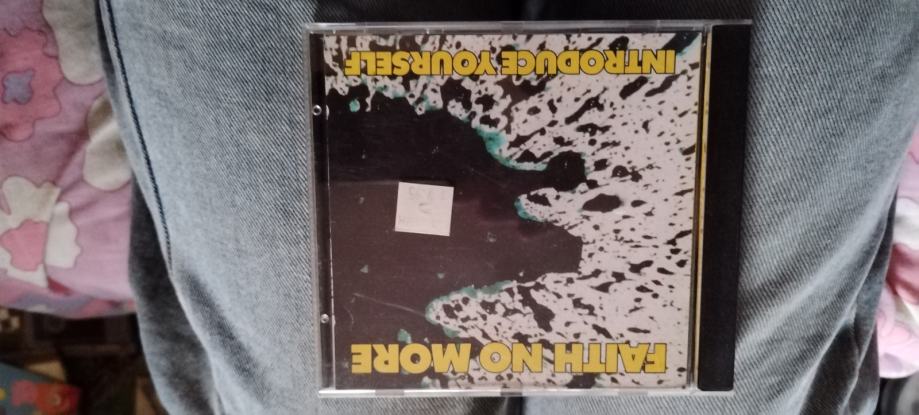 FAITH NO MORE
INTRODUCE YOURSELF